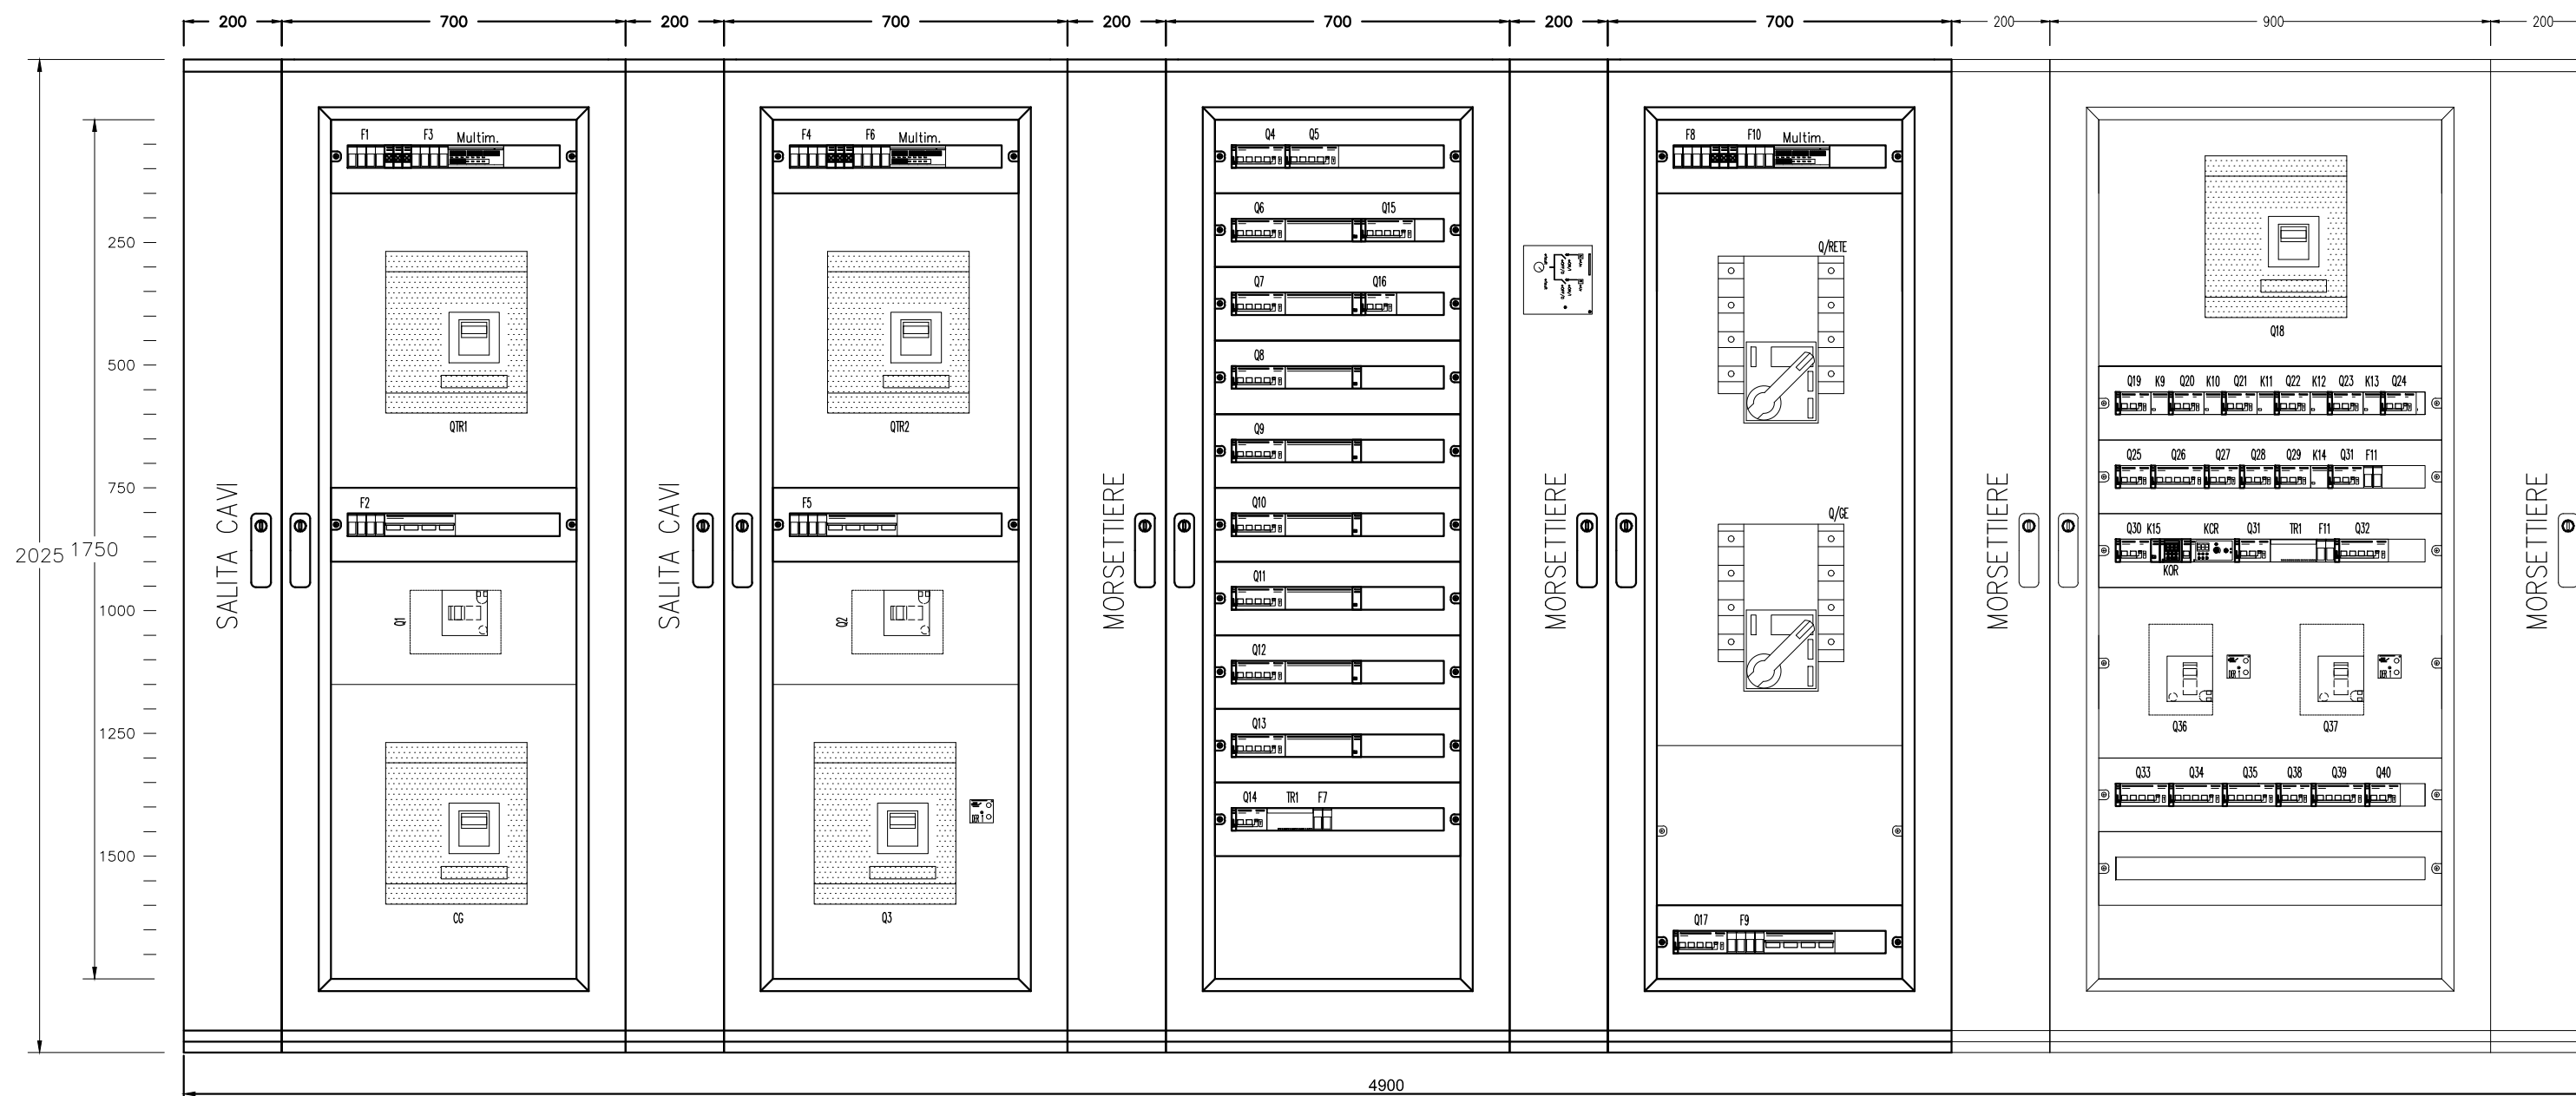 200 700 200 700 200 700 200 700 200 900 200
F1 F3 Multim.
F4 F6 Multim.
Q4 Q5
F8 F10 Multim.
Q6 Q15
Q7 Q16
Q8
Q9
Q10
Q11
Q12
Q13
Q14 TR1 F7
250
500
750
1000
1250
1500
2025
1750
SALITA CAVI
QTR1
F2
Q1
CG
SALITA CAVI
QTR2
F5
Q2
Q3
MORSETTIERE
MORSETTIERE
Q/RETE
Q/GE
Q17 F9
MORSETTIERE
Q18
Q19 K9 Q20 K10 Q21 K11 Q22 K12 Q23 K13 Q24
Q25 Q26 Q27 Q28 Q29 K14 Q31 F11
Q30 K15 KCR Q31 TR1 F11 Q32
KOR
Q36 Q37
Q33 Q34 Q35 Q38 Q39 Q40
MORSETTIERE
4900